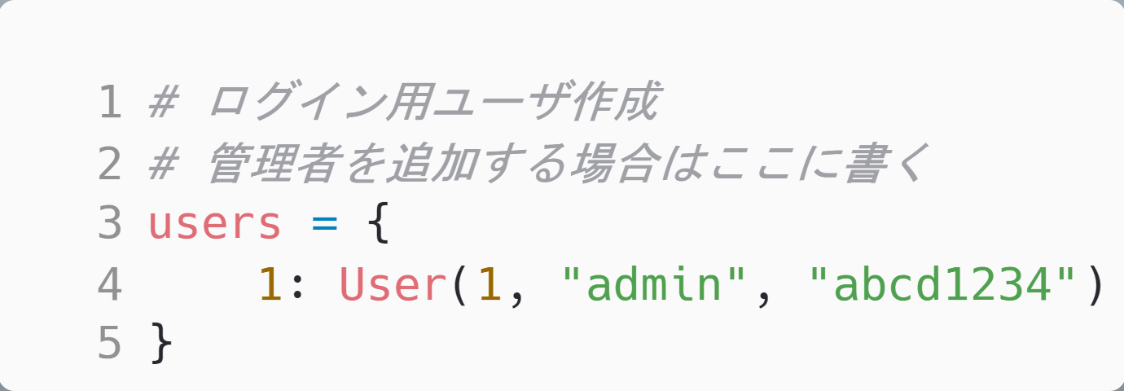 1 # ログイン用ユーザ作成
2 # 管理者を追加する場合はここに書く
3 users = {
4     1: User(1, "admin", "abcd1234")
5 }